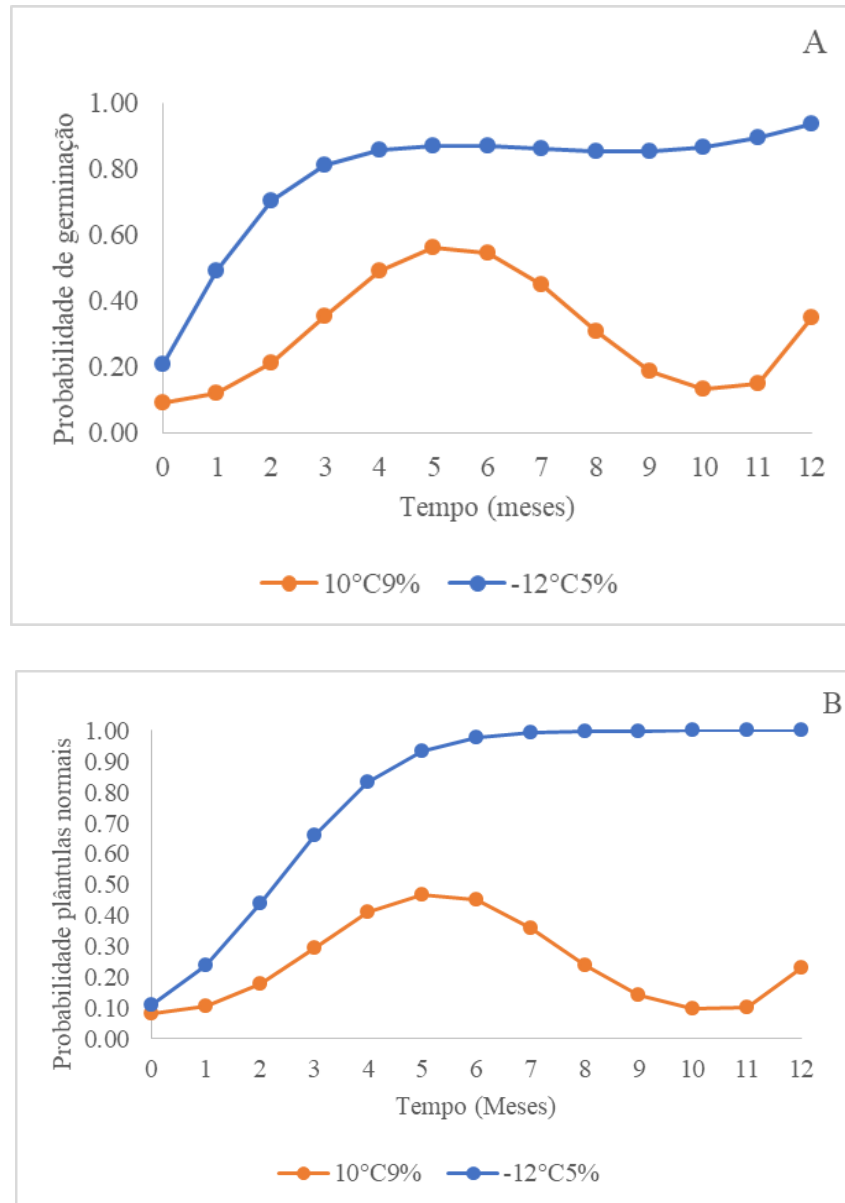 A
Probabilidade de germinação
1.00
0.80
0.60
0.40
0.20
0.00
0 1 2 3 4 5 6 7 8 9 10 11 12
Tempo (meses)
10°C9% -12°C5%
B
Probabilidade plântulas normais
1.00
0.90
0.80
0.70
0.60
0.50
0.40
0.30
0.20
0.10
0.00
0 1 2 3 4 5 6 7 8 9 10 11 12
Tempo (Meses)
10°C9% -12°C5%